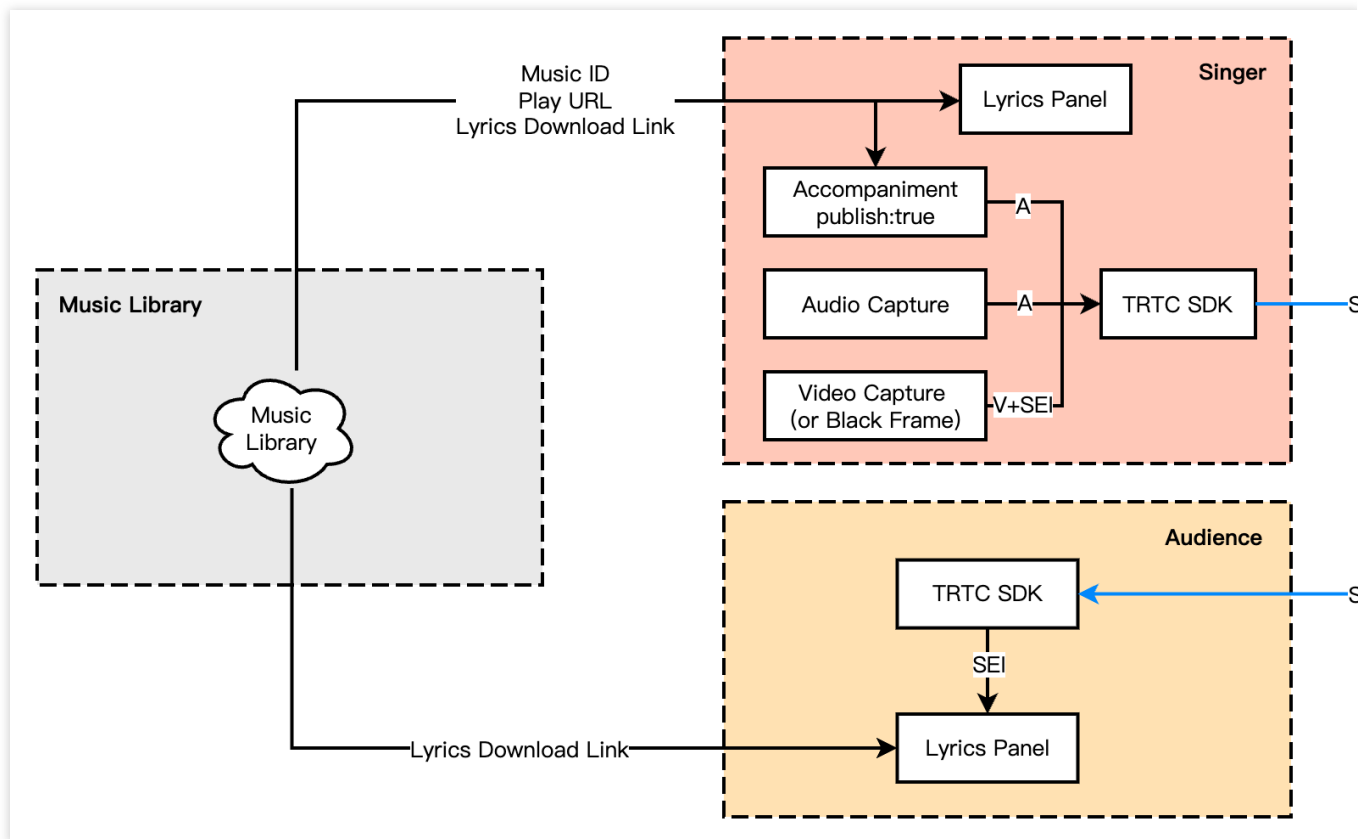 Singer
Music ID
Play URL
Lyrics Download Link
Lyrics Panel
Accompaniment
publish:true
A
Music Library
Audio Capture
A
TRTC SDK
Video Capture
(or Black Frame)
V+SEI
Music
Library
Audience
TRTC SDK
SEI
Lyrics Download Link
Lyrics Panel